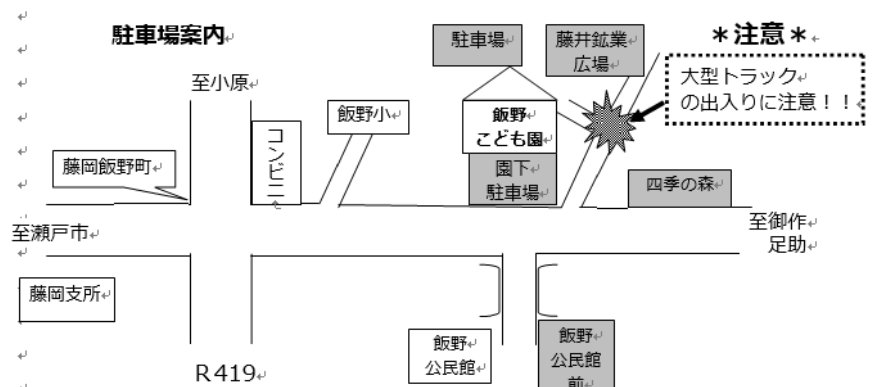 駐車場案内
駐車場
藤井鉱業
広場
＊注意＊
大型トラック
の出入りに注意！！
至小原
飯野小
飯野
こども園
コンビニ
藤岡飯野町
園下
駐車場
四季の森
至瀬戸市
至御作
足助
藤岡支所
飯野
公民館
飯野
公民館
前
R419